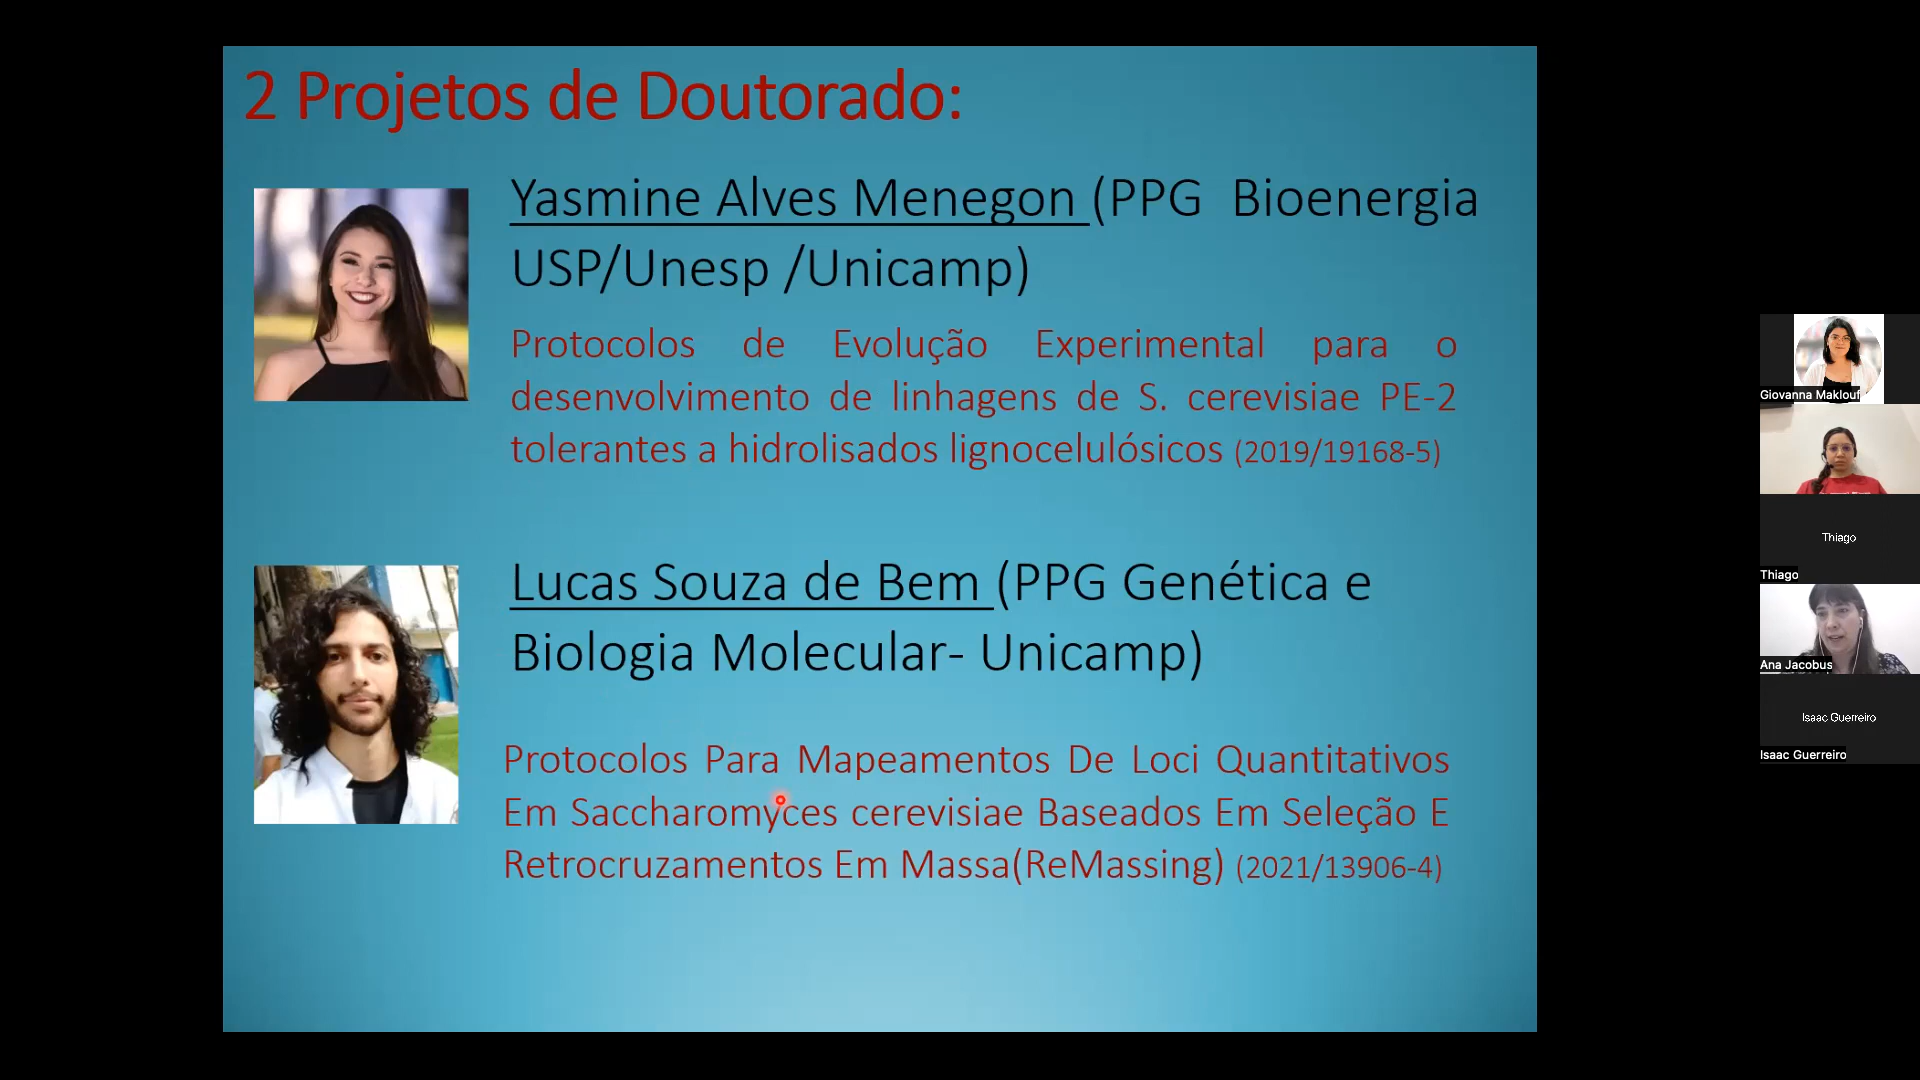 2 Projetos de Doutorado:
Yasmine Alves Menegon (PPG Bioenergia
USP/Unesp /Unicamp)
Protocolos de Evolução Experimental para o
desenvolvimento de linhagens de S. cerevisiae PE-2
tolerantes a hidrolisados lignocelulósicos (2019/19168-5)
Lucas Souza de Bem (PPG Genética e
Biologia Molecular- Unicamp)
Protocolos Para Mapeamentos De Loci Quantitativos
Em Saccharomyces cerevisiae Baseados Em Seleção E
Retrocruzamentos Em Massa(ReMassing) (2021/13906-4)
Giovanna Maklouf
Thiago
Thiago
Ana Jacobus
Isaac Guerreiro
Isaac Guerreiro